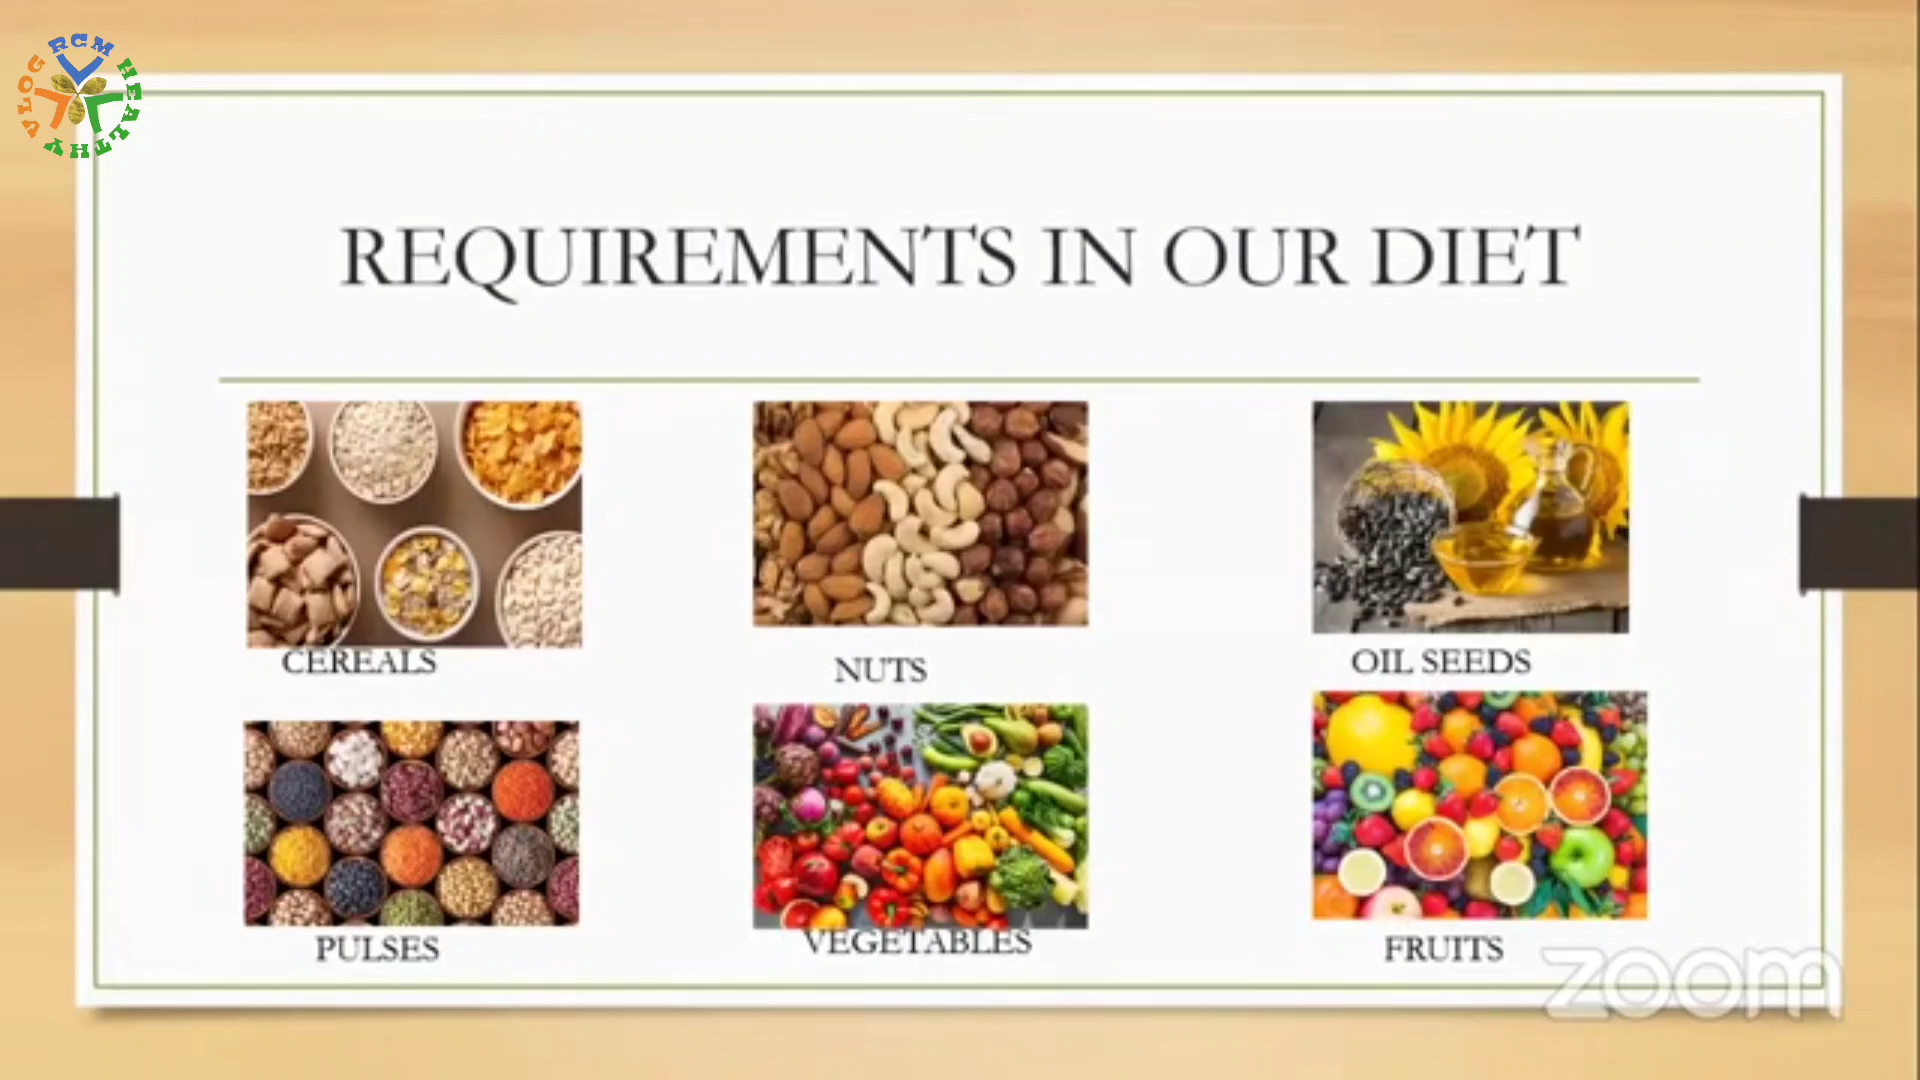 RCM HEALTHY VLOG
REQUIREMENTS IN OUR DIET
CEREALS
NUTS
OIL SEEDS
PULSES
VEGETABLES
FRUITS
zoom